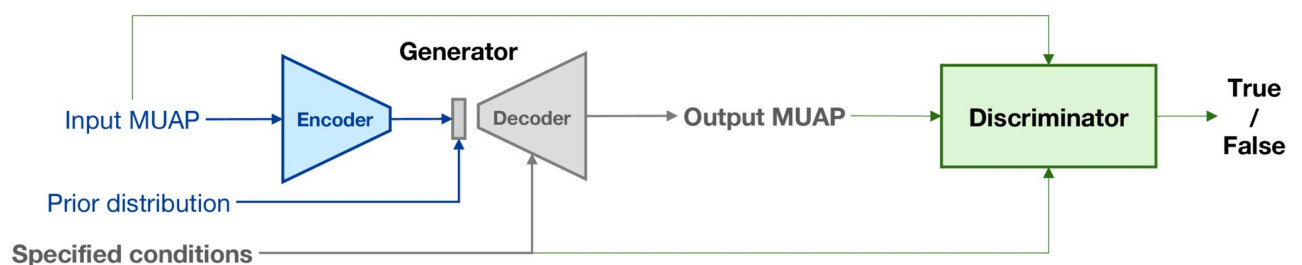 Generator
Input MUAP
Encoder
Decoder
Output MUAP
Discriminator
True
/
False
Prior distribution
Specified conditions